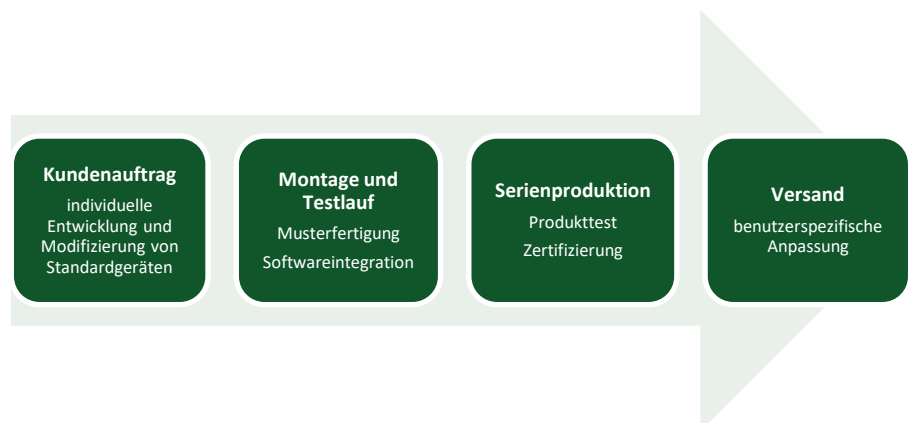 Kundenauftrag
individuelle
Entwicklung und
Modifizierung von
Standardgeräten
Montage und
Testlauf
Musterfertigung
Softwareintegration
Serienproduktion
Produkttest
Zertifizierung
Versand
benutzerspezifische
Anpassung